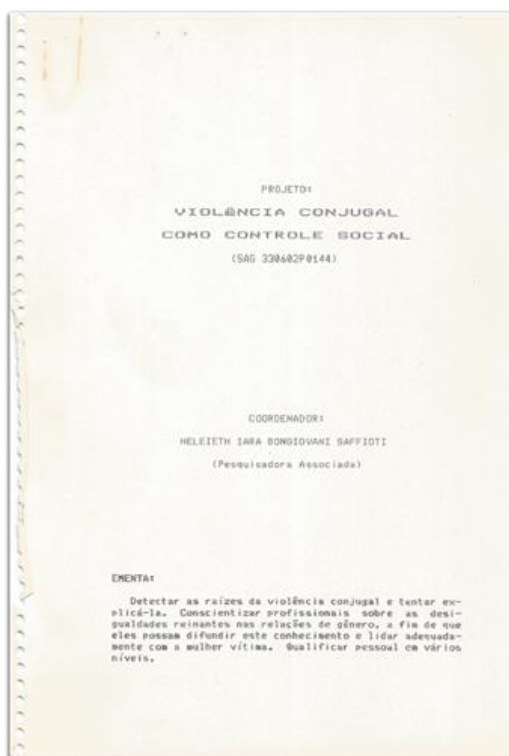 PROJETO:
VIOLÊNCIA CONJUGAL
COMO CONTROLE SOCIAL
(SAG 330602P0144)
COORDENADOR:
HELEIETH IARA BONGIOVANI SAFFIOTI
(Pesquisadora Associada)
EMENTA:
Detectar as raízes da violência conjugal e tentar ex-
plicá-la. Conscientizar profissionais sobre as desi-
gualdades reinantes nas relações de gênero, a fim de que
eles possam difundir este conhecimento e lidar adequada-
mente com a mulher vítima. Qualificar pessoal em vários
níveis.